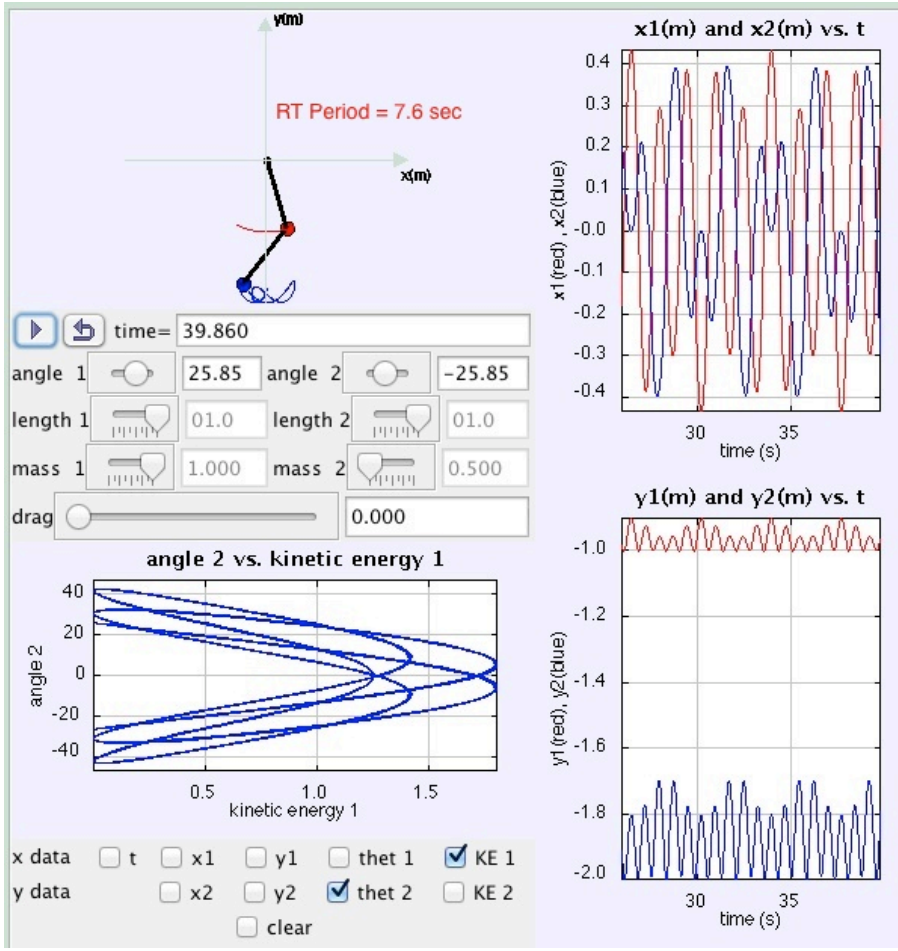 y(m)
RT Period = 7.6 sec
x(m)
time= 39.860
angle 1 25.85 angle 2 -25.85
length 1 01.0 length 2 01.0
mass 1 1.000 mass 2 0.500
drag 0.000
angle 2 vs. kinetic energy 1
angle 2
40
20
0
-20
-40
0.5 1.0 1.5
kinetic energy 1
x data t x1 y1 thet 1 KE 1
y data x2 y2 thet 2 KE 2
clear
x1(m) and x2(m) vs. t
x1(red) , x2(blue)
0.4
0.3
0.2
0.1
-0.0
-0.1
-0.2
-0.3
-0.4
30 35
time (s)
y1(m) and y2(m) vs. t
y1(red), y2(blue)
-1.0
-1.2
-1.4
-1.6
-1.8
-2.0
30 35
time (s)